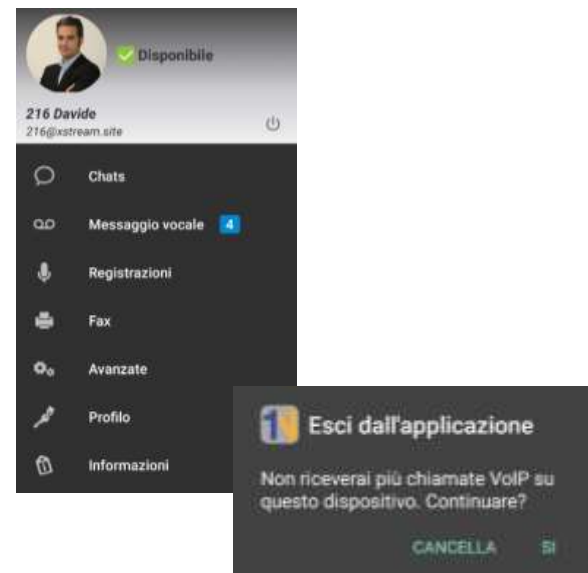 Disponibile
216 Davide
216@xstream.site
Chats
Messaggio vocale 4
Registrazioni
Fax
Avanzate
Profilo
Informazioni
Esci dall'applicazione
Non riceverai più chiamate VoIP su
questo dispositivo. Continuare?
CANCELLA SI